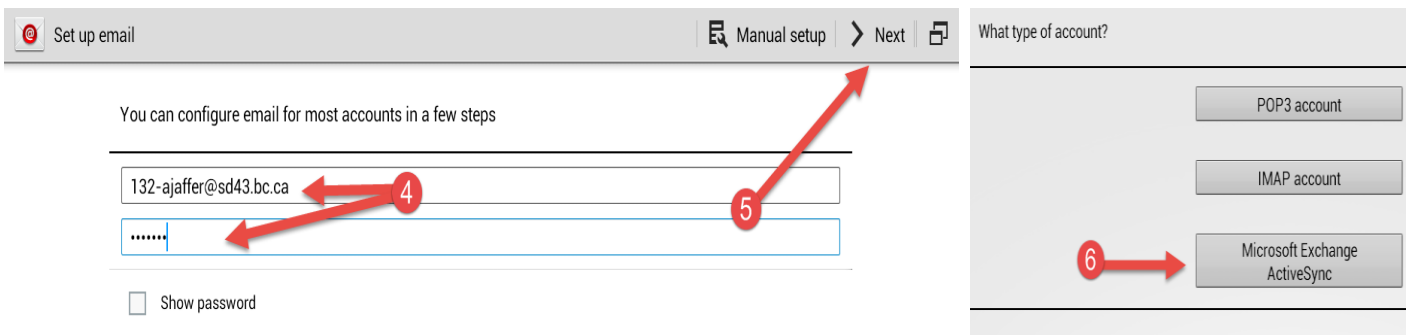 Set up email
Manual setup
Next
You can configure email for most accounts in a few steps
132-ajaffer@sd43.bc.ca
4
•••••••
5
Show password
What type of account?
POP3 account
IMAP account
6
Microsoft Exchange
ActiveSync